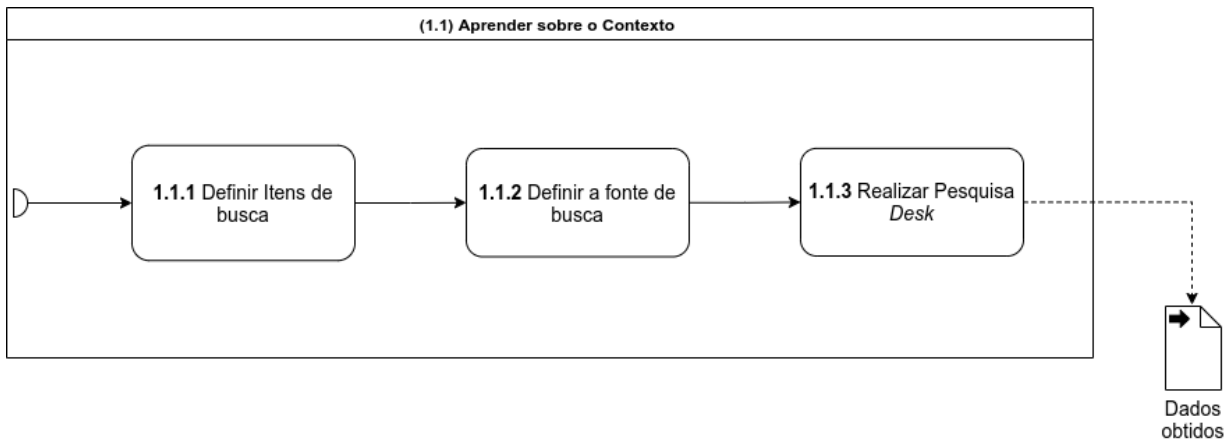 (1.1) Aprender sobre o Contexto
1.1.1 Definir Itens de
busca
1.1.2 Definir a fonte de
busca
1.1.3 Realizar Pesquisa
Desk
Dados
obtidos